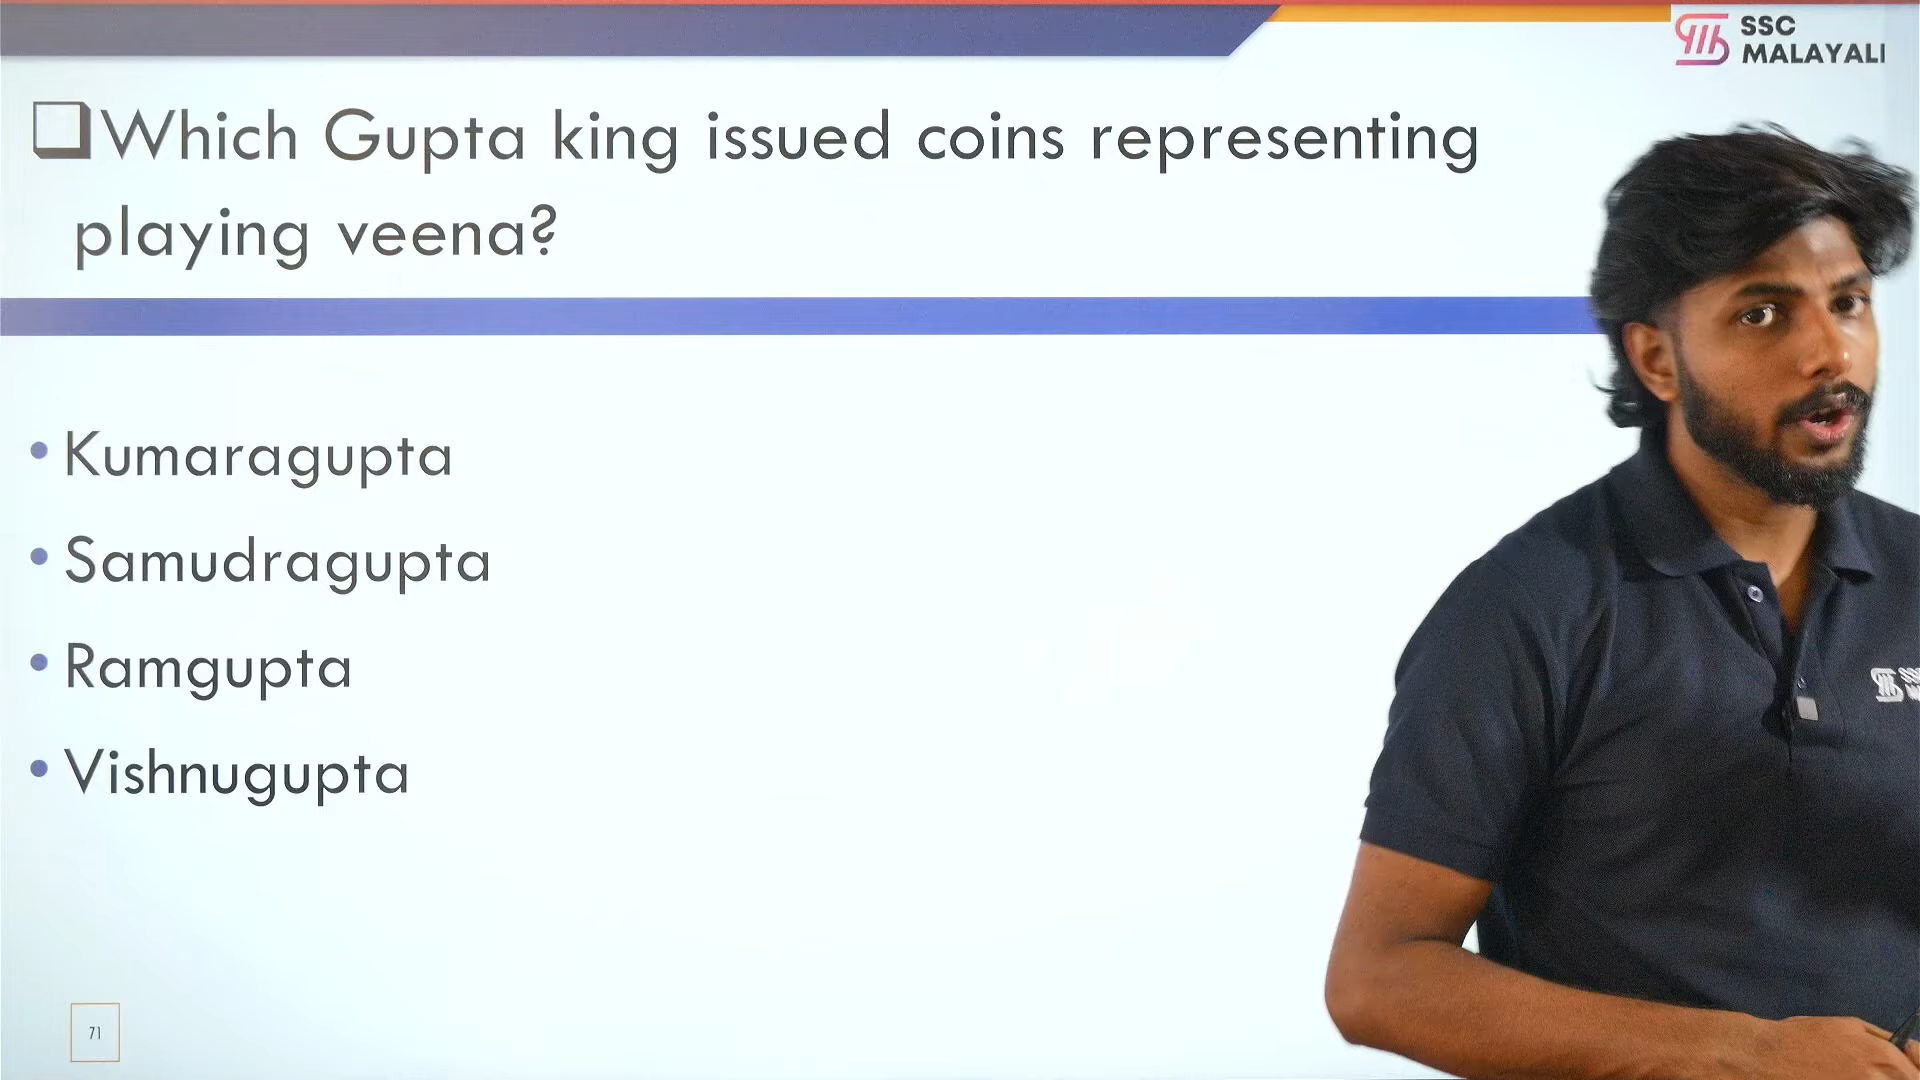 SSC
MALAYALI
Which Gupta king issued coins representing
playing veena?
• Kumaragupta
• Samudragupta
• Ramgupta
• Vishnugupta
71